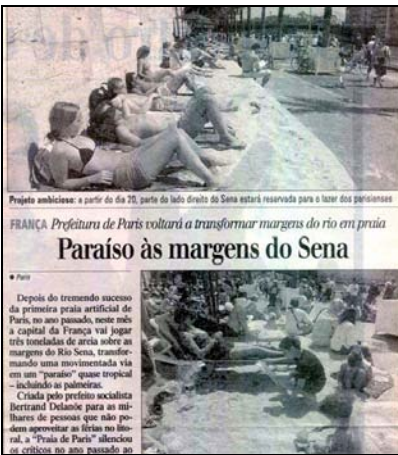 Projeto ambicioso: a partir do dia 20, parte do lado direito do Sena estará reservada para o lazer dos parisienses
FRANÇA Prefeitura de Paris voltará a transformar margens do rio em praia
Paraíso às margens do Sena
● Paris
Depois do tremendo sucesso
da primeira praia artificial de
Paris, no ano passado, neste mês
a capital da França vai jogar
três toneladas de areia sobre as
margens do Rio Sena, transfor-
mando uma movimentada via
em um "paraíso" quase tropical
– incluindo as palmeiras.
Criada pelo prefeito socialista
Bertrand Delanöe para as mi-
lhares de pessoas que não po-
dem aproveitar as férias no lito-
ral, a "Praia de Paris" silenciou
os críticos no ano passado ao